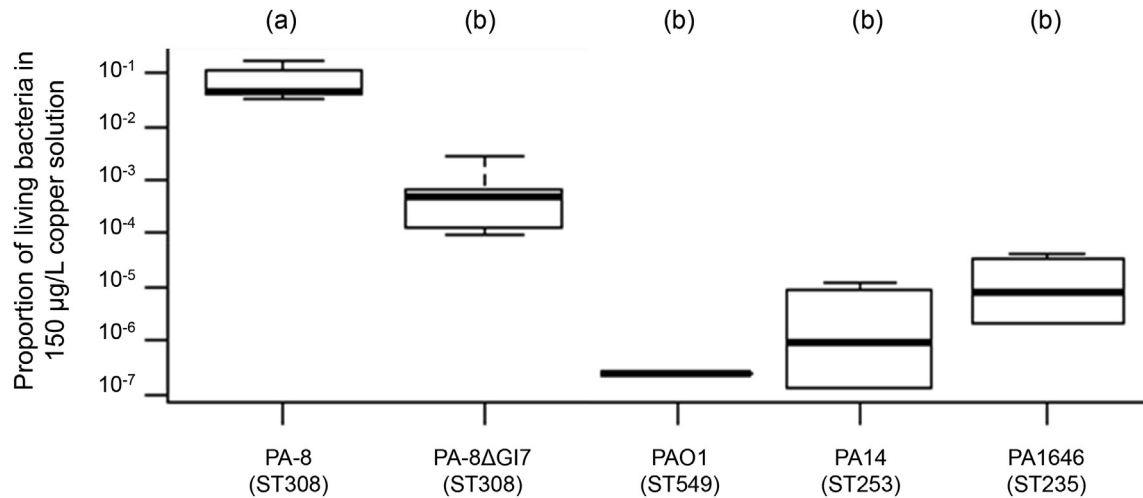 (a) (b) (b) (b) (b)
Proportion of living bacteria in
150 µg/L copper solution
10⁻¹
10⁻²
10⁻³
10⁻⁴
10⁻⁵
10⁻⁶
10⁻⁷
PA-8 PA-8ΔGI7 PAO1 PA14 PA1646
(ST308) (ST308) (ST549) (ST253) (ST235)